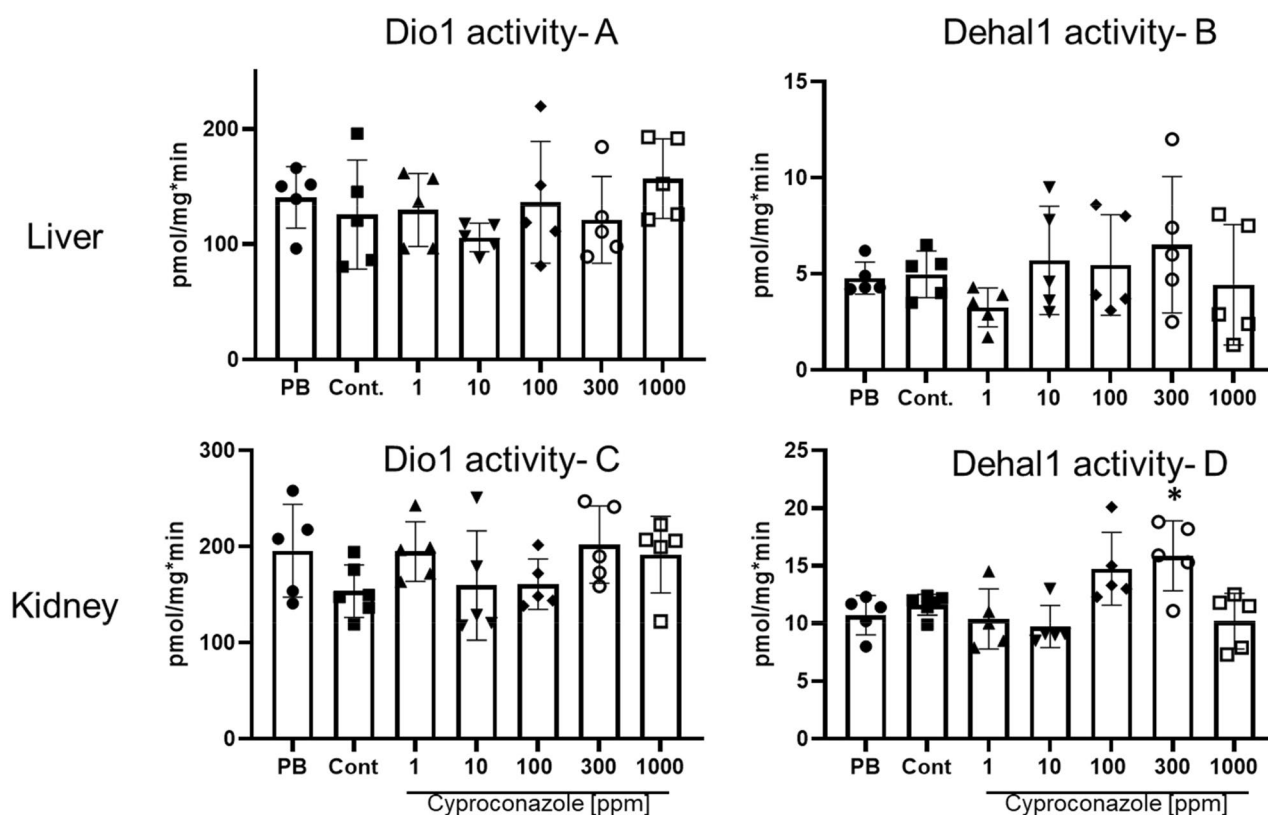 Dio1 activity- A
Dehal1 activity- B
Liver
pmol/mg*min
200
100
0
PB Cont. 1 10 100 300 1000
pmol/mg*min
15
10
5
0
PB Cont. 1 10 100 300 1000
Kidney
Dio1 activity- C
pmol/mg*min
300
200
100
0
PB Cont 1 10 100 300 1000
Cyproconazole [ppm]
Dehal1 activity- D
pmol/mg*min
25
20
15
10
5
0
*
PB Cont 1 10 100 300 1000
Cyproconazole [ppm]